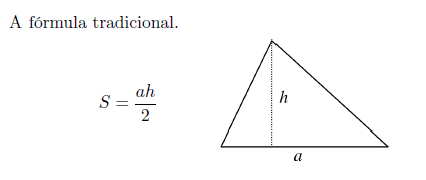 A fórmula tradicional.
S = ah/2
h
a